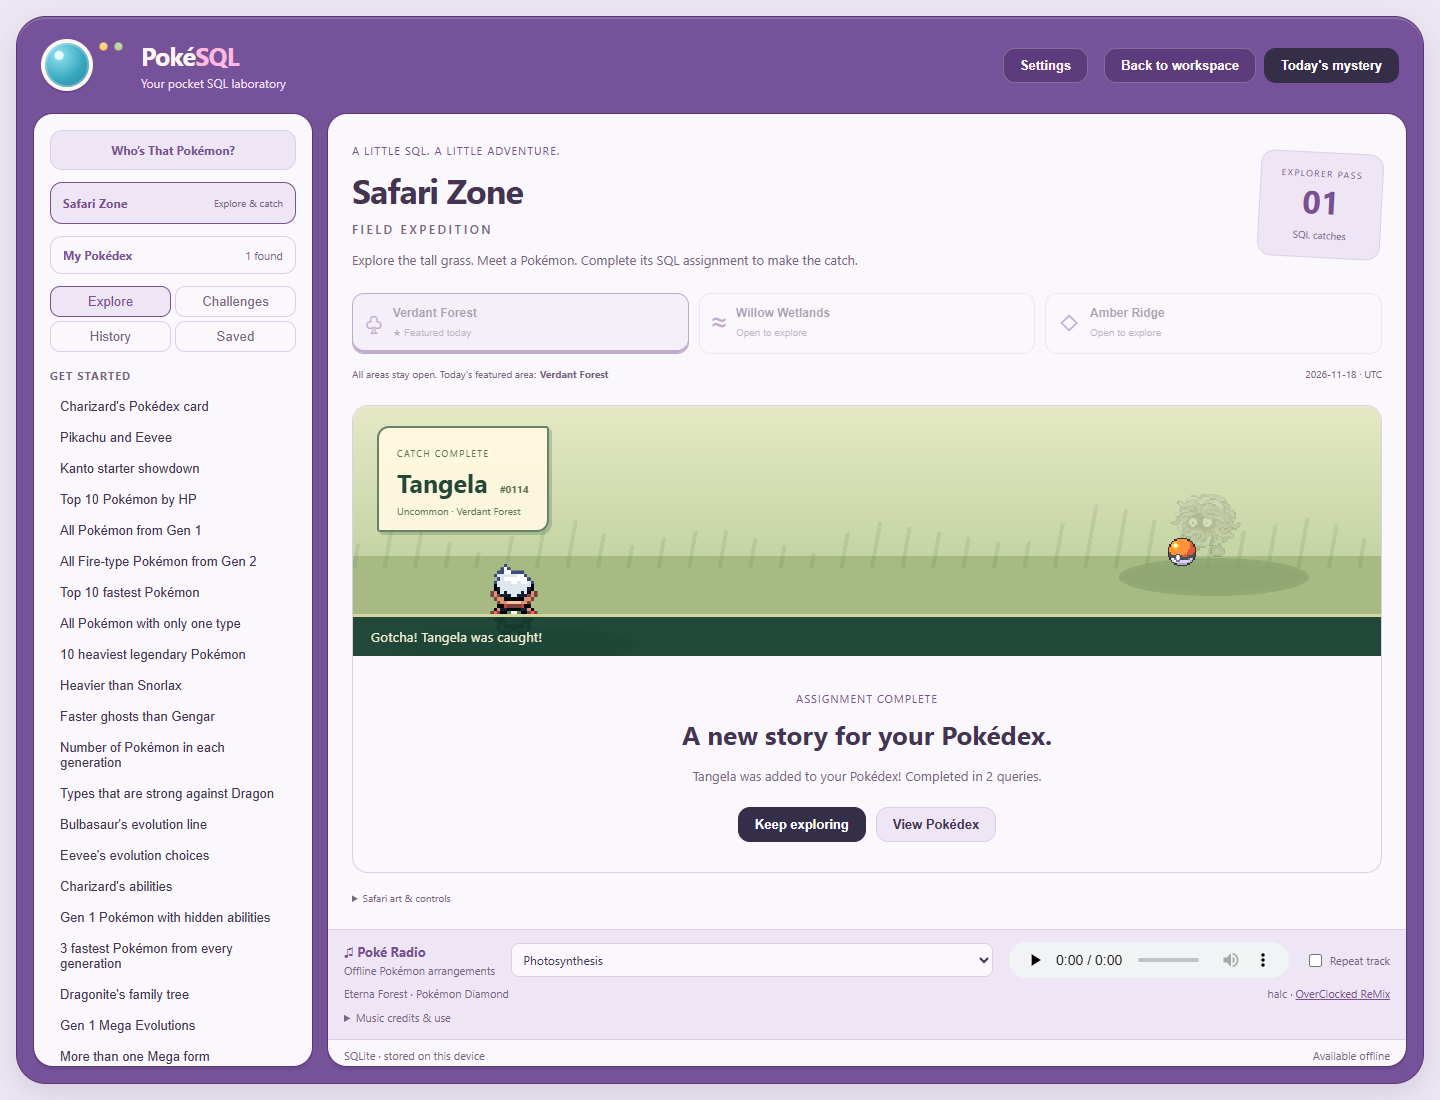 PokéSQL
Your pocket SQL laboratory
Settings
Back to workspace
Today's mystery
Who's That Pokémon?
Safari Zone
Explore & catch
My Pokédex
1 found
Explore
Challenges
History
Saved
GET STARTED
Charizard's Pokédex card
Pikachu and Eevee
Kanto starter showdown
Top 10 Pokémon by HP
All Pokémon from Gen 1
All Fire-type Pokémon from Gen 2
Top 10 fastest Pokémon
All Pokémon with only one type
10 heaviest legendary Pokémon
Heavier than Snorlax
Faster ghosts than Gengar
Number of Pokémon in each
generation
Types that are strong against Dragon
Bulbasaur's evolution line
Eevee's evolution choices
Charizard's abilities
Gen 1 Pokémon with hidden abilities
3 fastest Pokémon from every
generation
Dragonite's family tree
Gen 1 Mega Evolutions
More than one Mega form
A LITTLE SQL. A LITTLE ADVENTURE.
Safari Zone
FIELD EXPEDITION
Explore the tall grass. Meet a Pokémon. Complete its SQL assignment to make the catch.
EXPLORER PASS
01
SQL catches
Verdant Forest
★ Featured today
Willow Wetlands
Open to explore
Amber Ridge
Open to explore
All areas stay open. Today's featured area: Verdant Forest
2026-11-18 · UTC
CATCH COMPLETE
Tangela #0114
Uncommon · Verdant Forest
Gotcha! Tangela was caught!
ASSIGNMENT COMPLETE
A new story for your Pokédex.
Tangela was added to your Pokédex! Completed in 2 queries.
Keep exploring
View Pokédex
Safari art & controls
♫ Poké Radio
Offline Pokémon arrangements
Photosynthesis
0:00 / 0:00
Repeat track
Eterna Forest · Pokémon Diamond
halc · OverClocked ReMix
Music credits & use
SQLite · stored on this device
Available offline